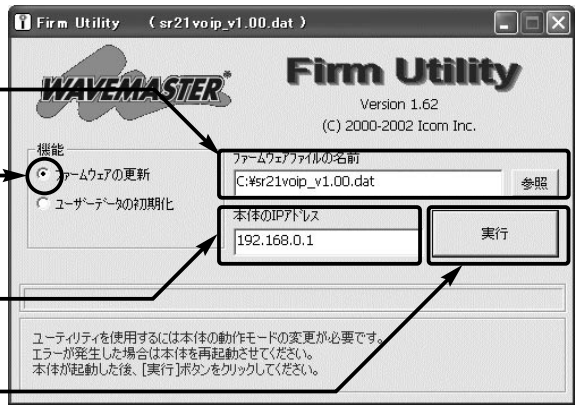 Firm Utility ( sr21voip_v1.00.dat )
WAVEMASTER
Firm Utility
Version 1.62
(C) 2000-2002 Icom Inc.
機能
ファームウェアの更新
ユーザーデータの初期化
ファームウェアファイルの名前
C:¥sr21voip_v1.00.dat
参照
本体のIPアドレス
192.168.0.1
実行
ユーティリティを使用するには本体の動作モードの変更が必要です。
エラーが発生した場合は本体を再起動させてください。
本体が起動した後、[実行]ボタンをクリックしてください。